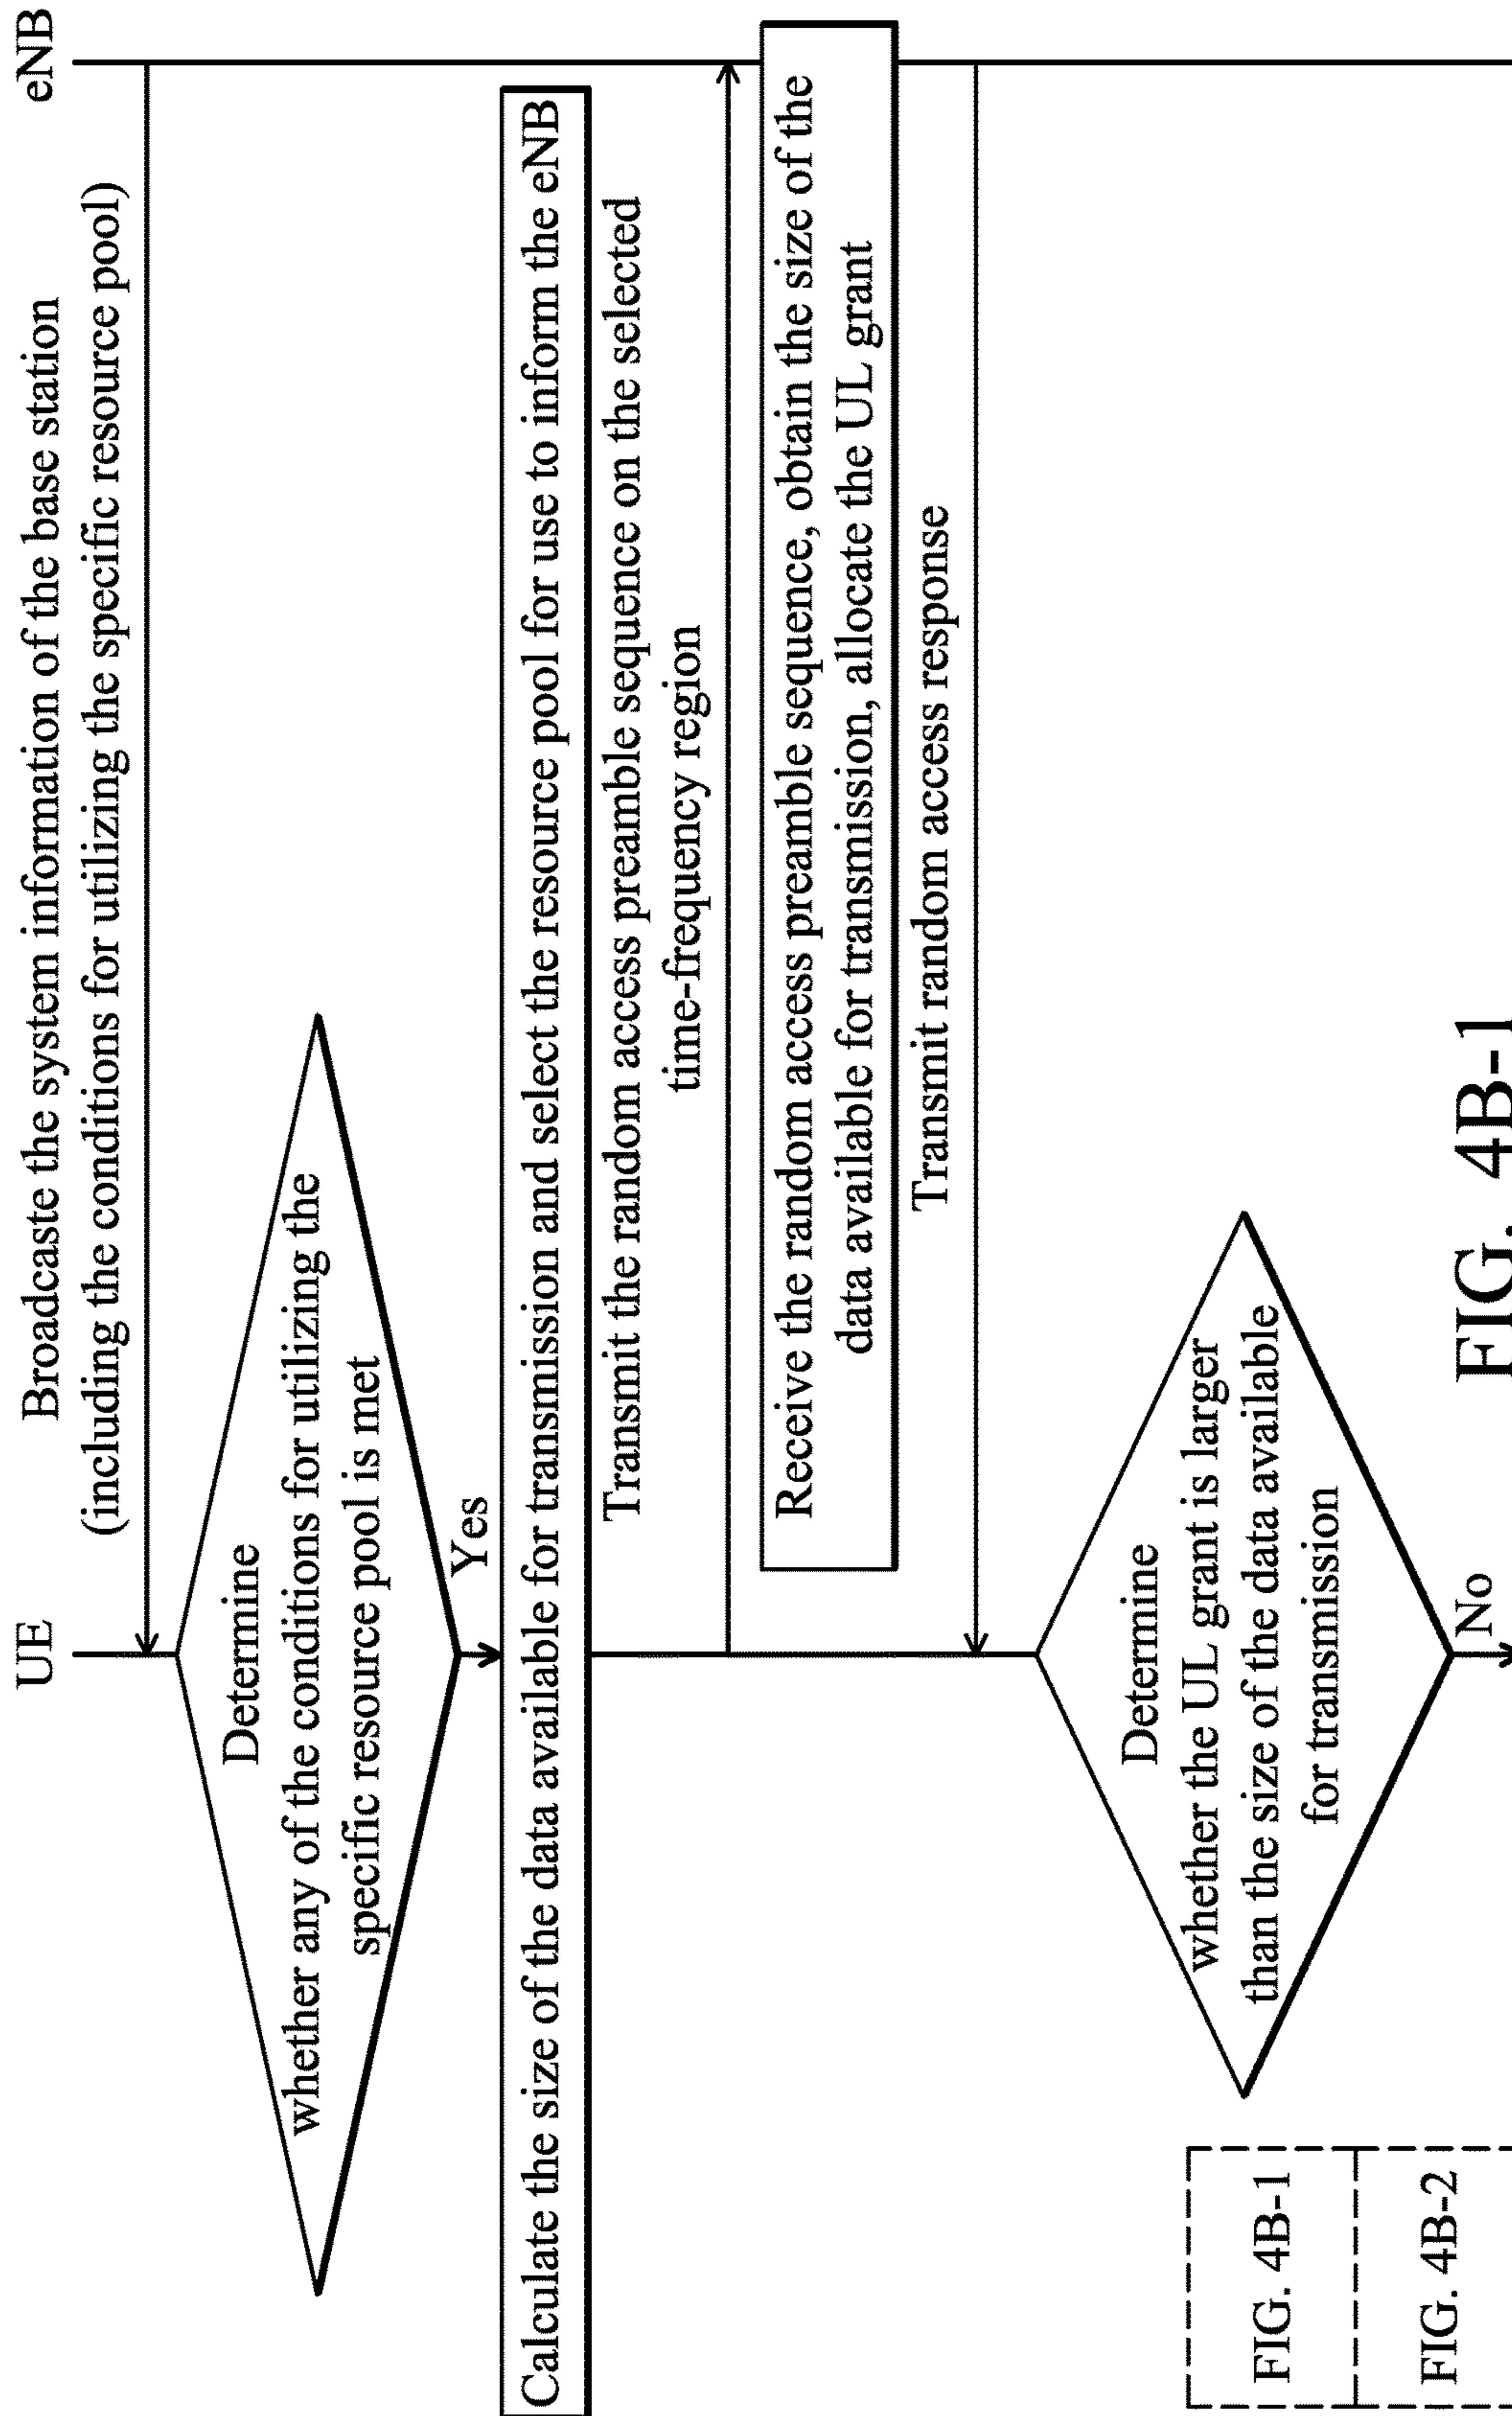 UE
eNB
Broadcaste the system information of the base station
(including the conditions for utilizing the specific resource pool)
Determine
whether any of the conditions for utilizing the
specific resource pool is met
Yes
Calculate the size of the data available for transmission and select the resource pool for use to inform the eNB
Transmit the random access preamble sequence on the selected
time-frequency region
Receive the random access preamble sequence, obtain the size of the
data available for transmission, allocate the UL grant
Transmit random access response
Determine
whether the UL grant is larger
than the size of the data available
for transmission
No
FIG. 4B-1
FIG. 4B-2
FIG. 4B-1